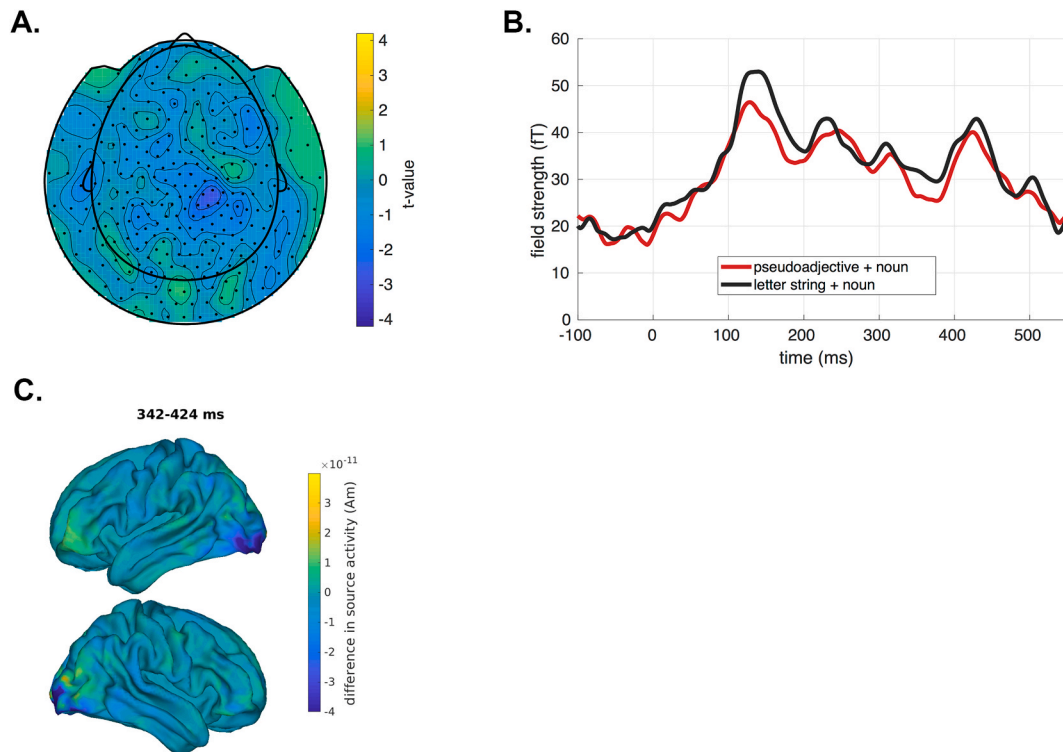 A.
4
3
2
1
0
-1
-2
-3
-4
t-value
B.
60
50
40
30
20
10
0
field strength (fT)
pseudoadjective + noun
letter string + noun
-100 0 100 200 300 400 500
time (ms)
C.
342-424 ms
×10-11
3
2
1
0
-1
-2
-3
-4
difference in source activity (Am)